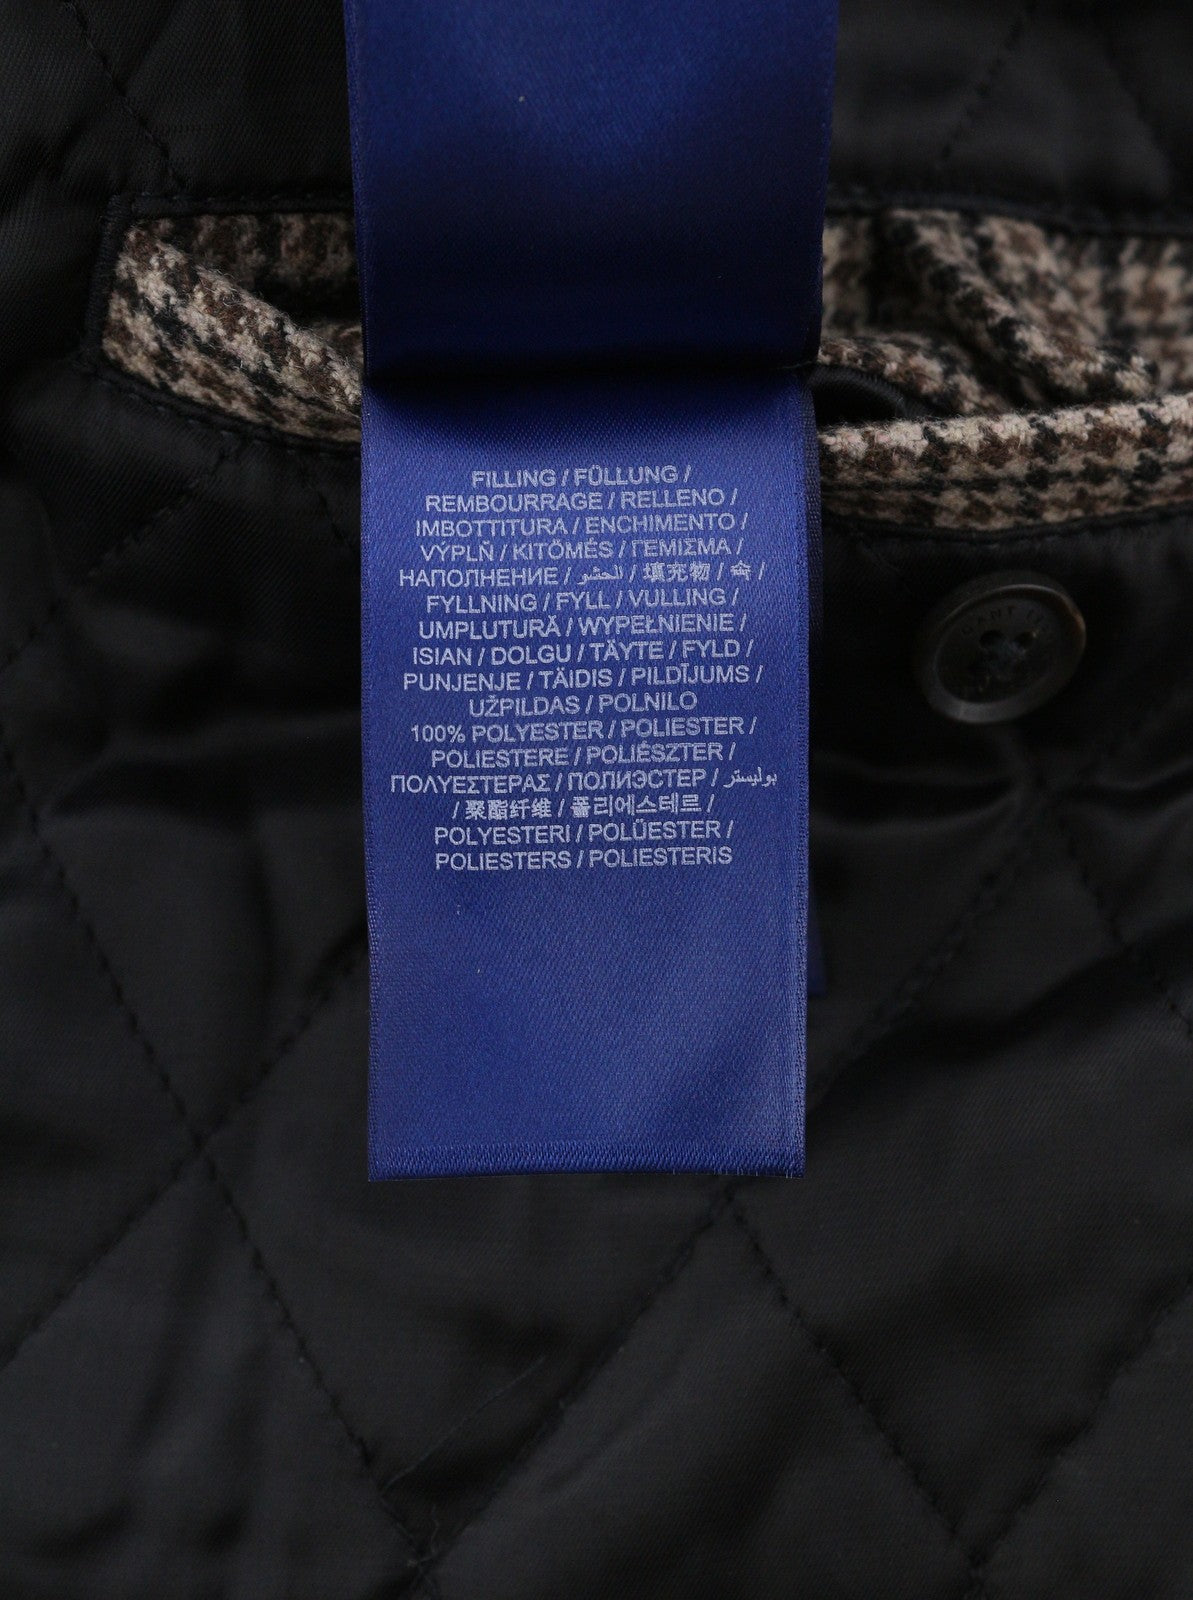 FILLING / FÜLLUNG /
REMBOURRAGE / RELLENO /
IMBOTTITURA / ENCHIMENTO /
VÝPLŇ / KITÖMÉS / ΓΕΜΙΣΜΑ /
НАПОЛНЕНИЕ / الحشو / 填充物 / 속 /
FYLLNING / FYLL / VULLING /
UMPLUTURĂ / WYPEŁNIENIE /
ISIAN / DOLGU / TÄYTE / FYLD /
PUNJENJE / TÄIDIS / PILDĪJUMS /
UŽPILDAS / POLNILO
100% POLYESTER / POLIESTER /
POLIESTERE / POLIÉSZTER /
ΠΟΛΥΕΣΤΕΡΑΣ / ПОЛИЭСТЕР / بوليستر
/ 聚酯纤维 / 폴리에스테르 /
POLYESTERI / POLÜESTER /
POLIESTERS / POLIESTERIS
GANT